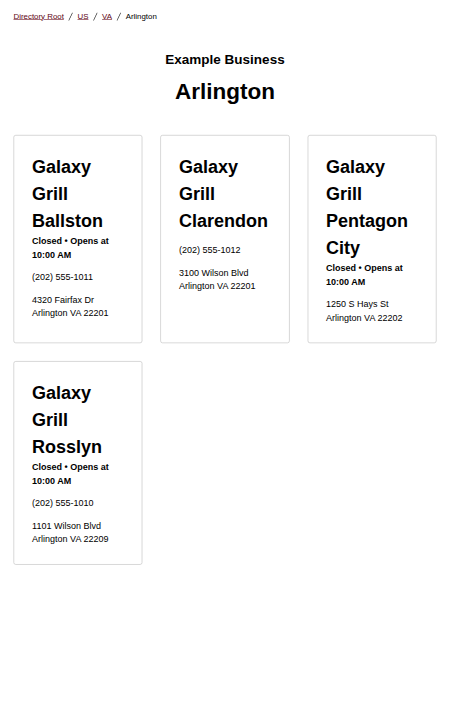 Directory Root / US / VA / Arlington
Example Business
Arlington
Galaxy
Grill
Ballston
Closed • Opens at
10:00 AM
(202) 555-1011
4320 Fairfax Dr
Arlington VA 22201
Galaxy
Grill
Clarendon
(202) 555-1012
3100 Wilson Blvd
Arlington VA 22201
Galaxy
Grill
Pentagon
City
Closed • Opens at
10:00 AM
1250 S Hays St
Arlington VA 22202
Galaxy
Grill
Rosslyn
Closed • Opens at
10:00 AM
(202) 555-1010
1101 Wilson Blvd
Arlington VA 22209